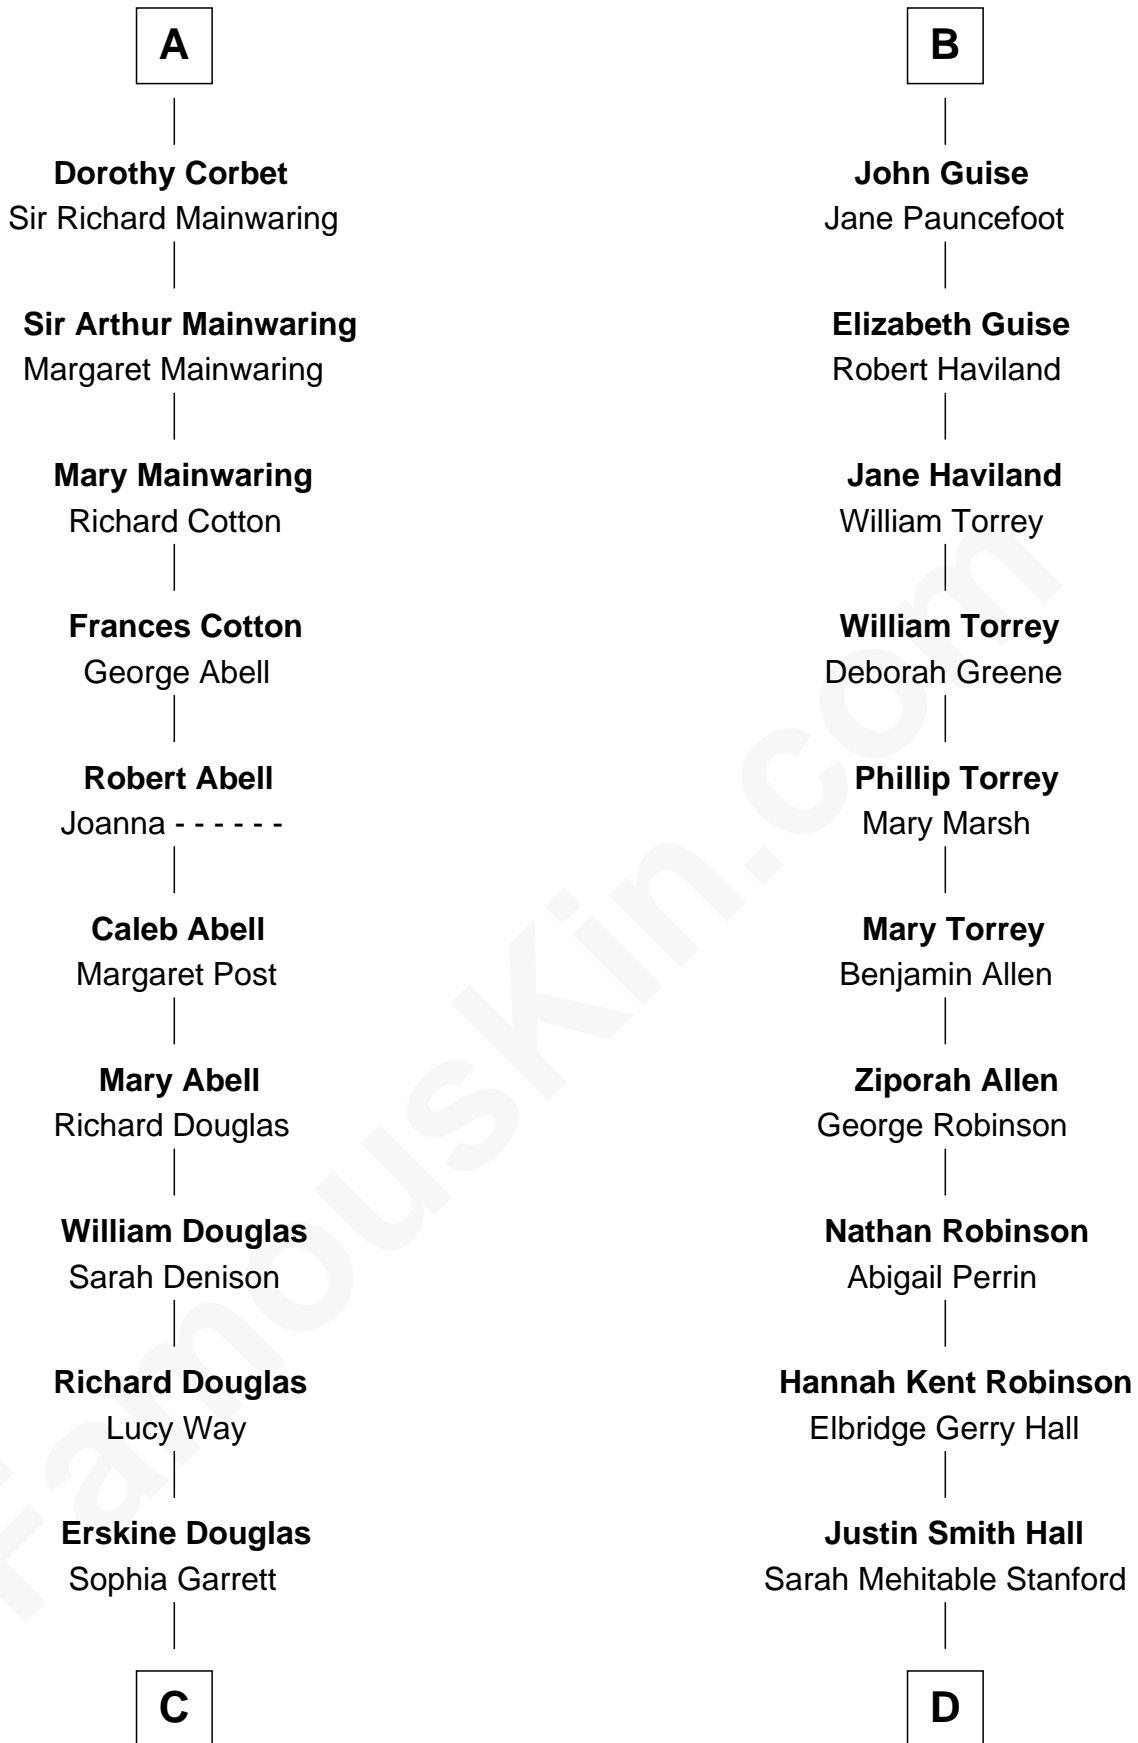 A
Dorothy Corbet
Sir Richard Mainwaring
Sir Arthur Mainwaring
Margaret Mainwaring
Mary Mainwaring
Richard Cotton
Frances Cotton
George Abell
Robert Abell
Joanna - - - - - -
Caleb Abell
Margaret Post
Mary Abell
Richard Douglas
William Douglas
Sarah Denison
Richard Douglas
Lucy Way
Erskine Douglas
Sophia Garrett
C
B
John Guise
Jane Pauncefoot
Elizabeth Guise
Robert Haviland
Jane Haviland
William Torrey
William Torrey
Deborah Greene
Phillip Torrey
Mary Marsh
Mary Torrey
Benjamin Allen
Ziporah Allen
George Robinson
Nathan Robinson
Abigail Perrin
Hannah Kent Robinson
Elbridge Gerry Hall
Justin Smith Hall
Sarah Mehitable Stanford
D
FamousKin.com